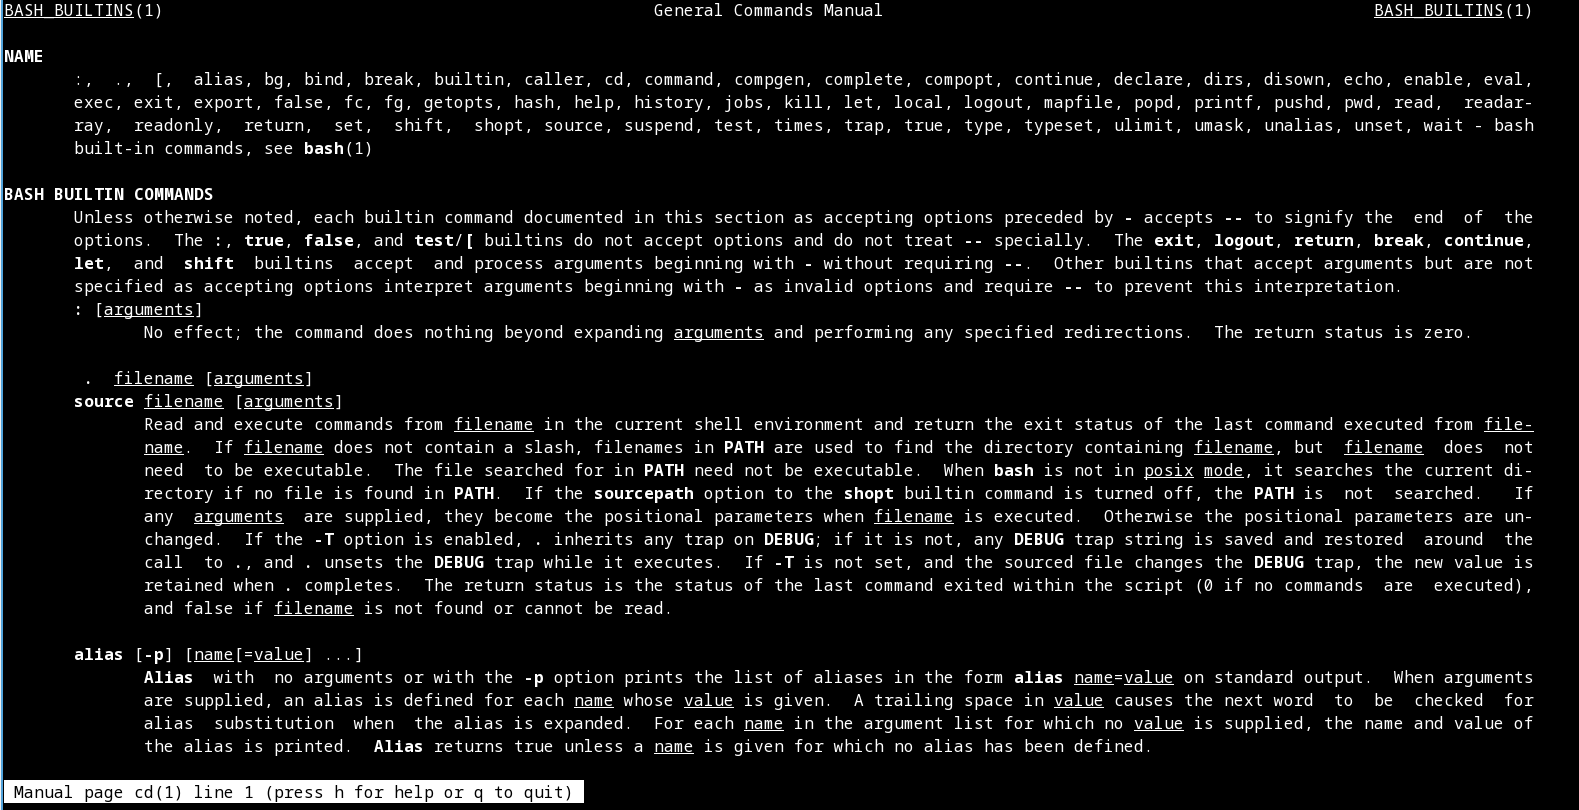 BASH_BUILTINS(1)                                                 General Commands Manual                                                 BASH_BUILTINS(1)

NAME
       :,  .,  [,  alias, bg, bind, break, builtin, caller, cd, command, compgen, complete, compopt, continue, declare, dirs, disown, echo, enable, eval,
       exec, exit, export, false, fc, fg, getopts, hash, help, history, jobs, kill, let, local, logout, mapfile, popd, printf, pushd, pwd, read,  readar-
       ray,  readonly,  return,  set,  shift,  shopt, source, suspend, test, times, trap, true, type, typeset, ulimit, umask, unalias, unset, wait - bash
       built-in commands, see bash(1)

BASH BUILTIN COMMANDS
       Unless otherwise noted, each builtin command documented in this section as accepting options preceded by - accepts -- to signify the  end  of  the
       options.  The :, true, false, and test/[ builtins do not accept options and do not treat -- specially.  The exit, logout, return, break, continue,
       let,  and  shift  builtins  accept  and process arguments beginning with - without requiring --.  Other builtins that accept arguments but are not
       specified as accepting options interpret arguments beginning with - as invalid options and require -- to prevent this interpretation.
       : [arguments]
              No effect; the command does nothing beyond expanding arguments and performing any specified redirections.  The return status is zero.

        .  filename [arguments]
       source filename [arguments]
              Read and execute commands from filename in the current shell environment and return the exit status of the last command executed from file-
              name.  If filename does not contain a slash, filenames in PATH are used to find the directory containing filename, but  filename  does  not
              need  to be executable.  The file searched for in PATH need not be executable.  When bash is not in posix mode, it searches the current di-
              rectory if no file is found in PATH.  If the sourcepath option to the shopt builtin command is turned off, the PATH is  not  searched.   If
              any  arguments  are supplied, they become the positional parameters when filename is executed.  Otherwise the positional parameters are un-
              changed.  If the -T option is enabled, . inherits any trap on DEBUG; if it is not, any DEBUG trap string is saved and restored  around  the
              call  to ., and . unsets the DEBUG trap while it executes.  If -T is not set, and the sourced file changes the DEBUG trap, the new value is
              retained when . completes.  The return status is the status of the last command exited within the script (0 if no commands  are  executed),
              and false if filename is not found or cannot be read.

       alias [-p] [name[=value] ...]
              Alias  with  no arguments or with the -p option prints the list of aliases in the form alias name=value on standard output.  When arguments
              are supplied, an alias is defined for each name whose value is given.  A trailing space in value causes the next word  to  be  checked  for
              alias  substitution  when  the alias is expanded.  For each name in the argument list for which no value is supplied, the name and value of
              the alias is printed.  Alias returns true unless a name is given for which no alias has been defined.

 Manual page cd(1) line 1 (press h for help or q to quit)